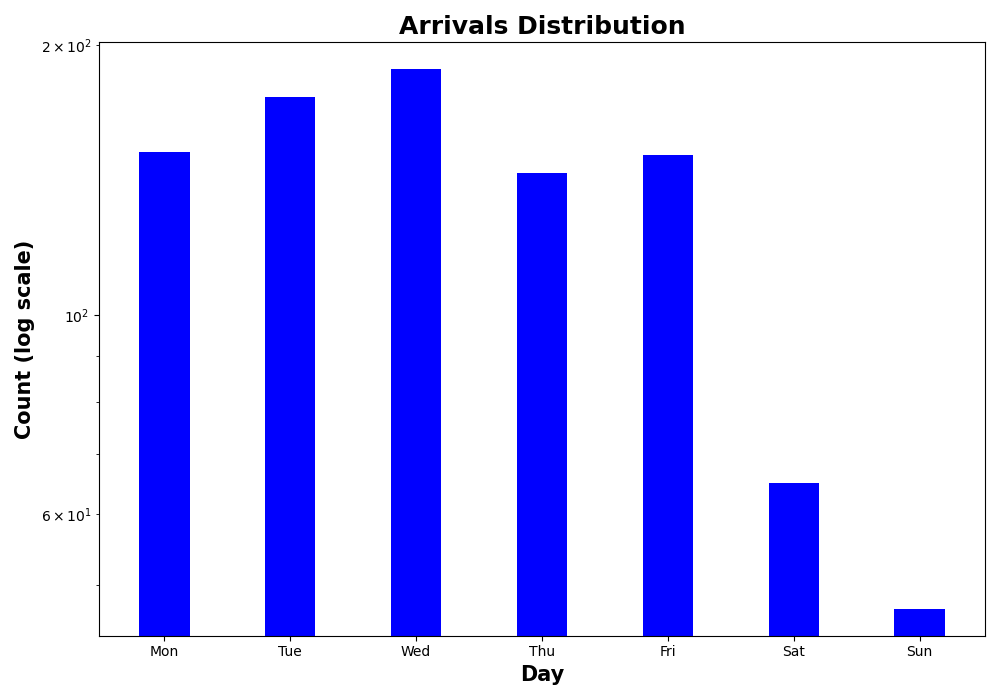 Arrivals Distribution
2 × 10²
10²
6 × 10¹
Count (log scale)
Mon Tue Wed Thu Fri Sat Sun
Day